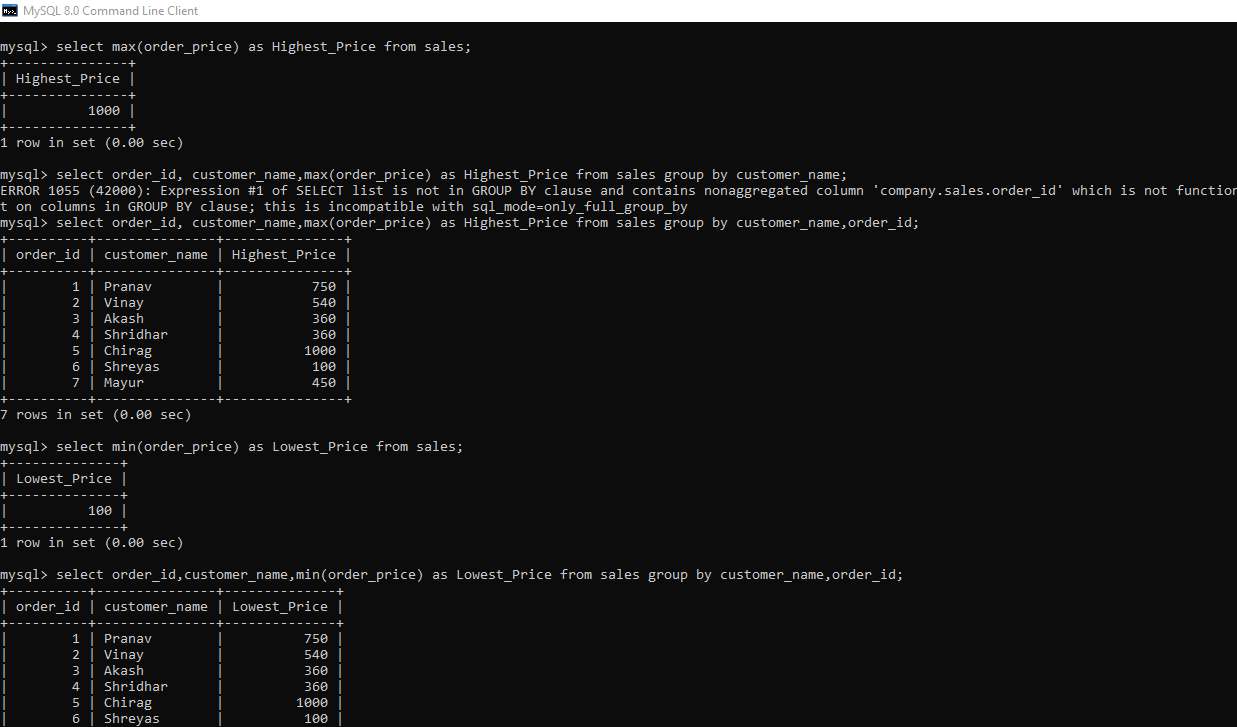 MySQL 8.0 Command Line Client
mysql> select max(order_price) as Highest_Price from sales;
+---------------+
| Highest_Price |
+---------------+
|          1000 |
+---------------+
1 row in set (0.00 sec)
mysql> select order_id, customer_name,max(order_price) as Highest_Price from sales group by customer_name;
ERROR 1055 (42000): Expression #1 of SELECT list is not in GROUP BY clause and contains nonaggregated column 'company.sales.order_id' which is not function
t on columns in GROUP BY clause; this is incompatible with sql_mode=only_full_group_by
mysql> select order_id, customer_name,max(order_price) as Highest_Price from sales group by customer_name,order_id;
+----------+---------------+---------------+
| order_id | customer_name | Highest_Price |
+----------+---------------+---------------+
|        1 | Pranav        |           750 |
|        2 | Vinay         |           540 |
|        3 | Akash         |           360 |
|        4 | Shridhar      |           360 |
|        5 | Chirag        |          1000 |
|        6 | Shreyas       |           100 |
|        7 | Mayur         |           450 |
+----------+---------------+---------------+
7 rows in set (0.00 sec)
mysql> select min(order_price) as Lowest_Price from sales;
+--------------+
| Lowest_Price |
+--------------+
|          100 |
+--------------+
1 row in set (0.00 sec)
mysql> select order_id,customer_name,min(order_price) as Lowest_Price from sales group by customer_name,order_id;
+----------+---------------+--------------+
| order_id | customer_name | Lowest_Price |
+----------+---------------+--------------+
|        1 | Pranav        |          750 |
|        2 | Vinay         |          540 |
|        3 | Akash         |          360 |
|        4 | Shridhar      |          360 |
|        5 | Chirag        |         1000 |
|        6 | Shreyas       |          100 |